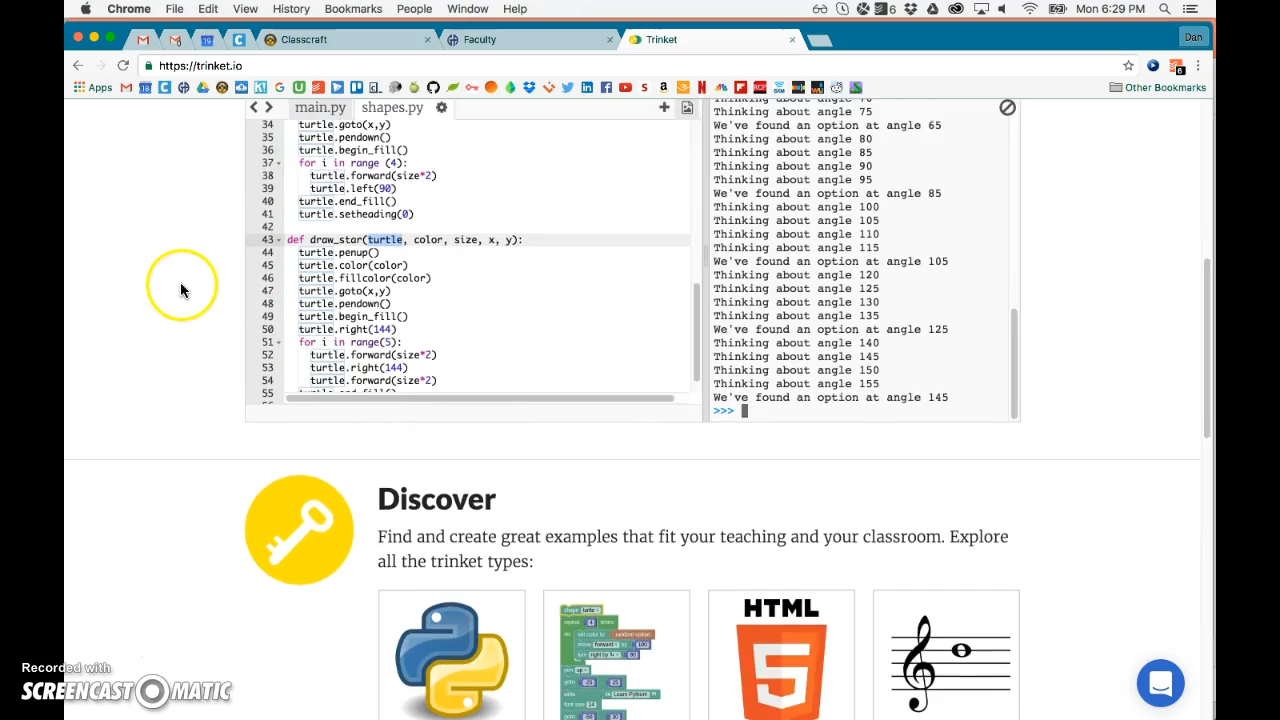 Chrome File Edit View History Bookmarks People Window Help 6 Mon 6:29 PM
Classcraft Faculty Trinket Dan
https://trinket.io
Apps Other Bookmarks
main.py shapes.py
34 turtle.goto(x,y)
35 turtle.pendown()
36 turtle.begin_fill()
37 for i in range (4):
38 turtle.forward(size*2)
39 turtle.left(90)
40 turtle.end_fill()
41 turtle.setheading(0)
42
43 def draw_star(turtle, color, size, x, y):
44 turtle.penup()
45 turtle.color(color)
46 turtle.fillcolor(color)
47 turtle.goto(x,y)
48 turtle.pendown()
49 turtle.begin_fill()
50 turtle.right(144)
51 for i in range(5):
52 turtle.forward(size*2)
53 turtle.right(144)
54 turtle.forward(size*2)
55
Thinking about angle 70
Thinking about angle 75
We've found an option at angle 65
Thinking about angle 80
Thinking about angle 85
Thinking about angle 90
Thinking about angle 95
We've found an option at angle 85
Thinking about angle 100
Thinking about angle 105
Thinking about angle 110
Thinking about angle 115
We've found an option at angle 105
Thinking about angle 120
Thinking about angle 125
Thinking about angle 130
Thinking about angle 135
We've found an option at angle 125
Thinking about angle 140
Thinking about angle 145
Thinking about angle 150
Thinking about angle 155
We've found an option at angle 145
>>>
Discover
Find and create great examples that fit your teaching and your classroom. Explore
all the trinket types:
HTML
5
Recorded with
SCREENCAST MATIC